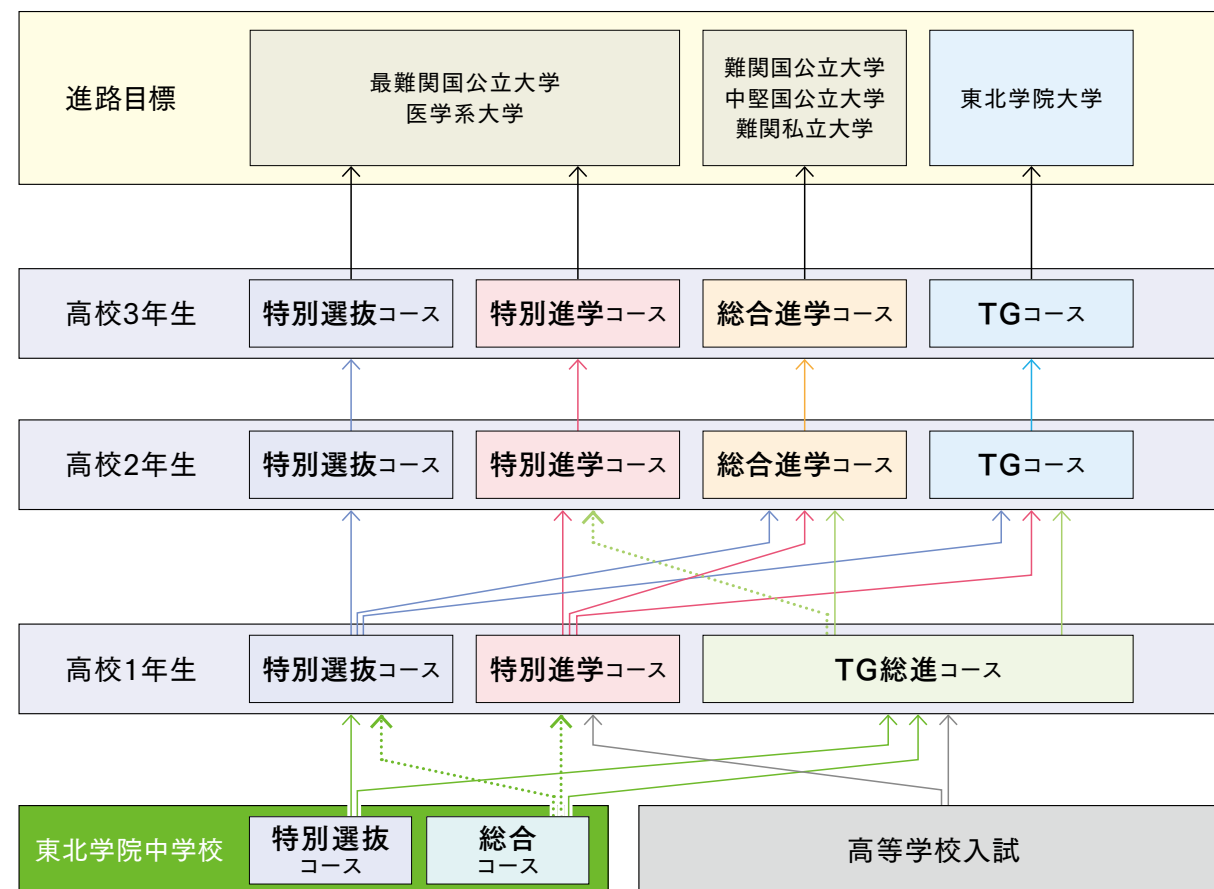 進路目標
最難関国公立大学
医学系大学
難関国公立大学
中堅国公立大学
難関私立大学
東北学院大学
高校3年生
特別選抜コース
特別進学コース
総合進学コース
TGコース
高校2年生
特別選抜コース
特別進学コース
総合進学コース
TGコース
高校1年生
特別選抜コース
特別進学コース
TG総進コース
東北学院中学校
特別選抜
コース
総合
コース
高等学校入試